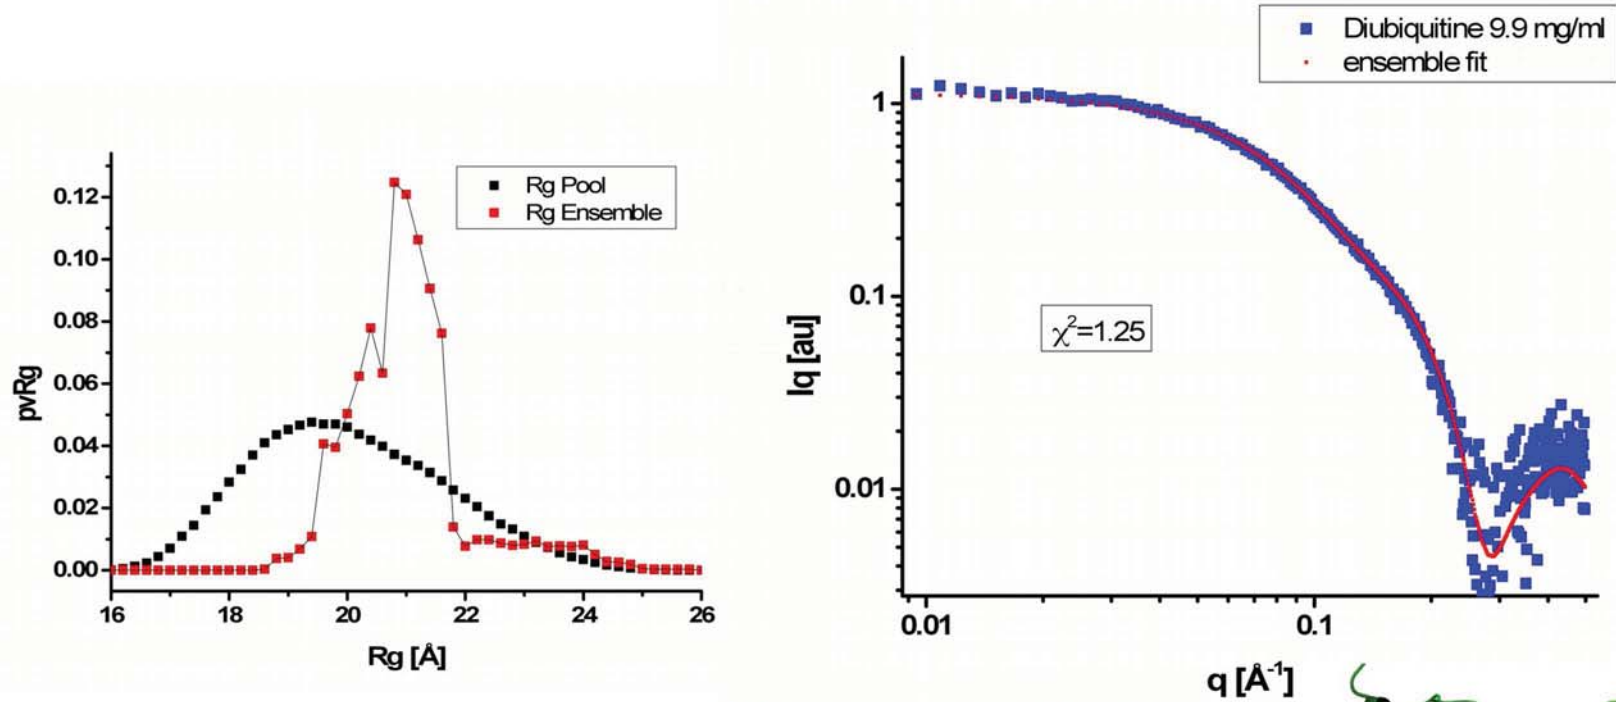 Rg Pool
Rg Ensemble
0.12
0.10
0.08
0.06
0.04
0.02
0.00
pvRg
16 18 20 22 24 26
Rg [Å]
Diubiquitine 9.9 mg/ml
ensemble fit
1
0.1
0.01
Iq [au]
χ²=1.25
0.01 0.1
q [Å⁻¹]